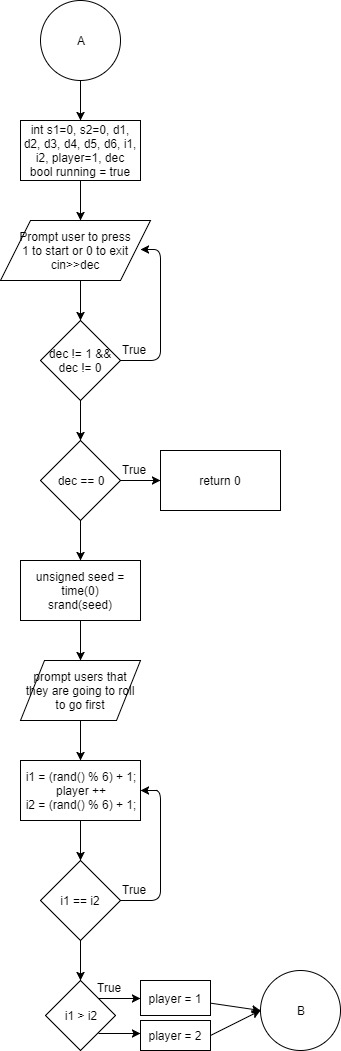 A
int s1=0, s2=0, d1,
d2, d3, d4, d5, d6, i1,
i2, player=1, dec
bool running = true
Prompt user to press
1 to start or 0 to exit
cin>>dec
dec != 1 &&
dec != 0
True
dec == 0
True
return 0
unsigned seed =
time(0)
srand(seed)
prompt users that
they are going to roll
to go first
i1 = (rand() % 6) + 1;
player ++
i2 = (rand() % 6) + 1;
i1 == i2
True
i1 > i2
True
player = 1
player = 2
B